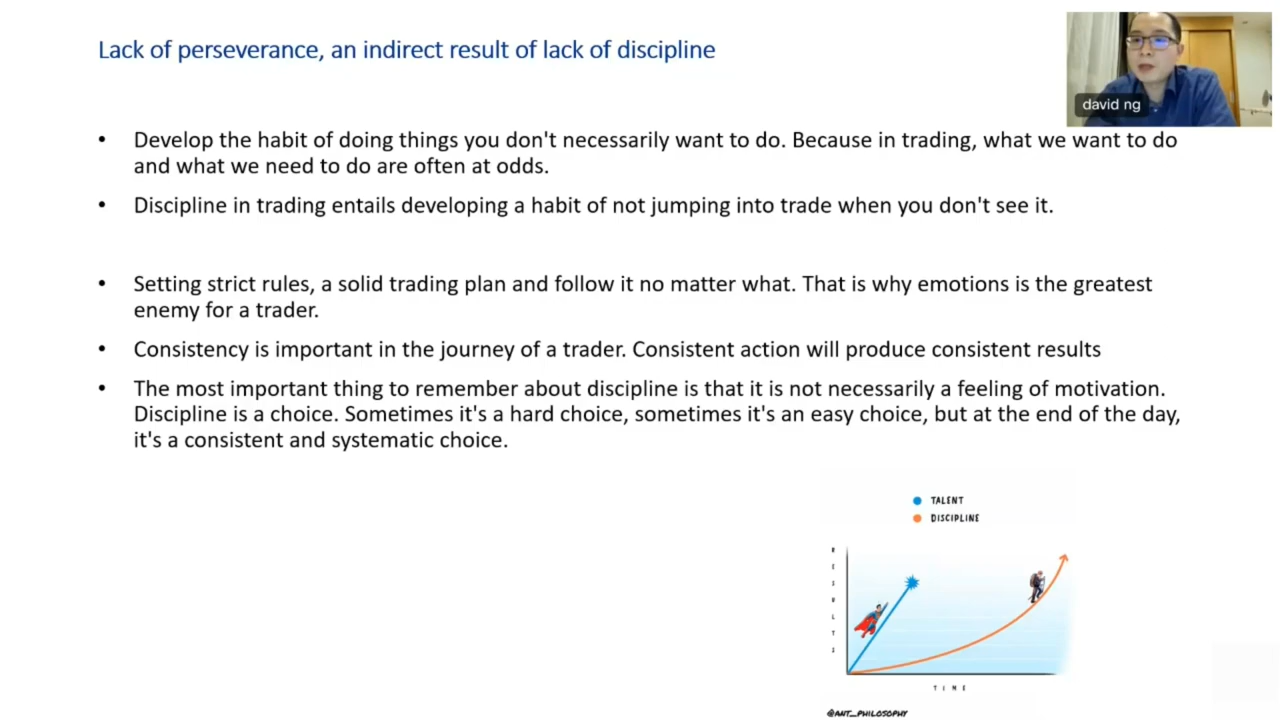 Lack of perseverance, an indirect result of lack of discipline
david ng
• Develop the habit of doing things you don't necessarily want to do. Because in trading, what we want to do
and what we need to do are often at odds.
• Discipline in trading entails developing a habit of not jumping into trade when you don't see it.
• Setting strict rules, a solid trading plan and follow it no matter what. That is why emotions is the greatest
enemy for a trader.
• Consistency is important in the journey of a trader. Consistent action will produce consistent results
• The most important thing to remember about discipline is that it is not necessarily a feeling of motivation.
Discipline is a choice. Sometimes it's a hard choice, sometimes it's an easy choice, but at the end of the day,
it's a consistent and systematic choice.
TALENT
DISCIPLINE
RESULTS
TIME
@ANT_PHILOSOPHY